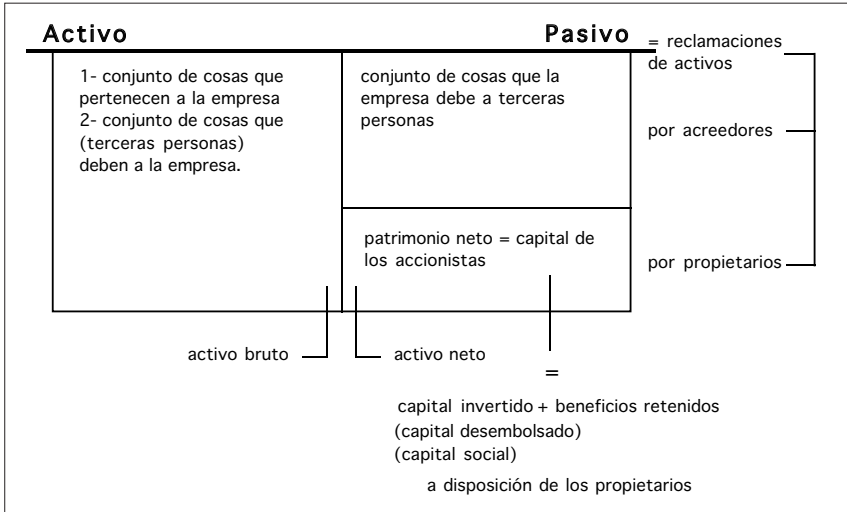 Activo
Pasivo
= reclamaciones
de activos
1- conjunto de cosas que
pertenecen a la empresa
2- conjunto de cosas que
(terceras personas)
deben a la empresa.
conjunto de cosas que la
empresa debe a terceras
personas
por acreedores
patrimonio neto = capital de
los accionistas
por propietarios
activo bruto
activo neto
=
capital invertido + beneficios retenidos
(capital desembolsado)
(capital social)
a disposición de los propietarios